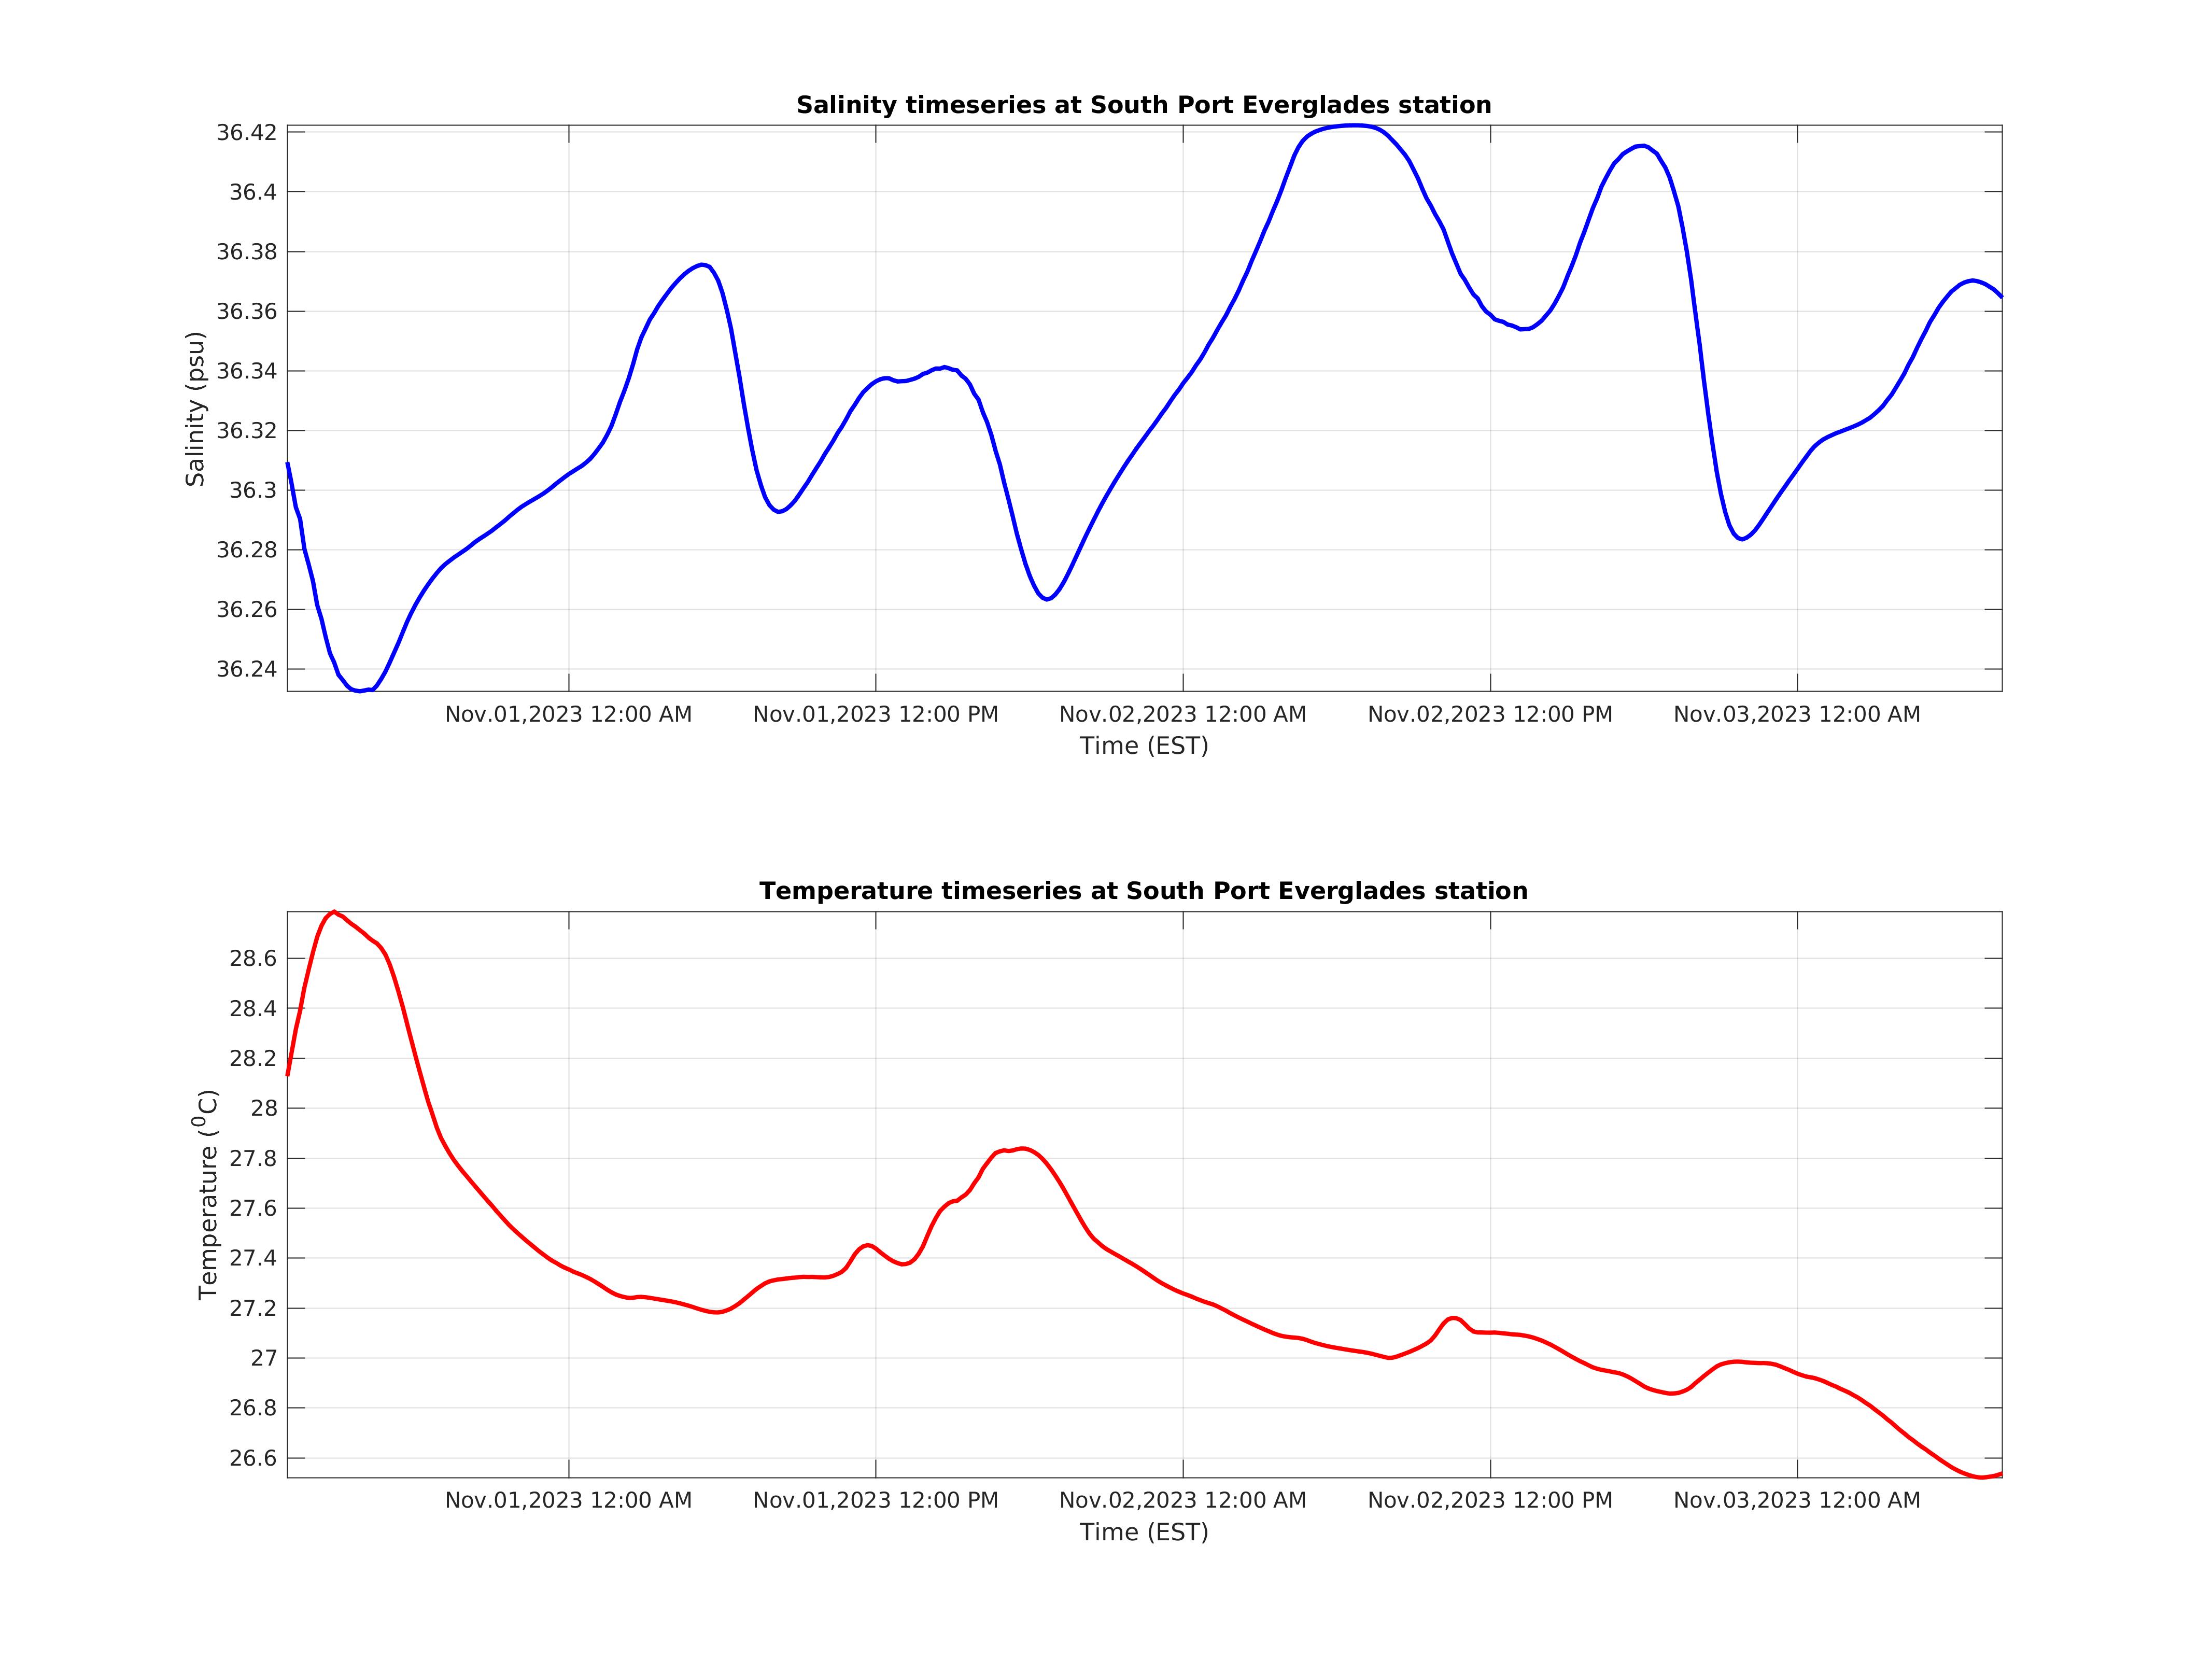 Salinity timeseries at South Port Everglades station
36.42
36.4
36.38
36.36
36.34
36.32
36.3
36.28
36.26
36.24
Salinity (psu)
Nov.01,2023 12:00 AM Nov.01,2023 12:00 PM Nov.02,2023 12:00 AM Nov.02,2023 12:00 PM Nov.03,2023 12:00 AM
Time (EST)
Temperature timeseries at South Port Everglades station
28.6
28.4
28.2
28
27.8
27.6
27.4
27.2
27
26.8
26.6
Temperature (⁰C)
Nov.01,2023 12:00 AM Nov.01,2023 12:00 PM Nov.02,2023 12:00 AM Nov.02,2023 12:00 PM Nov.03,2023 12:00 AM
Time (EST)